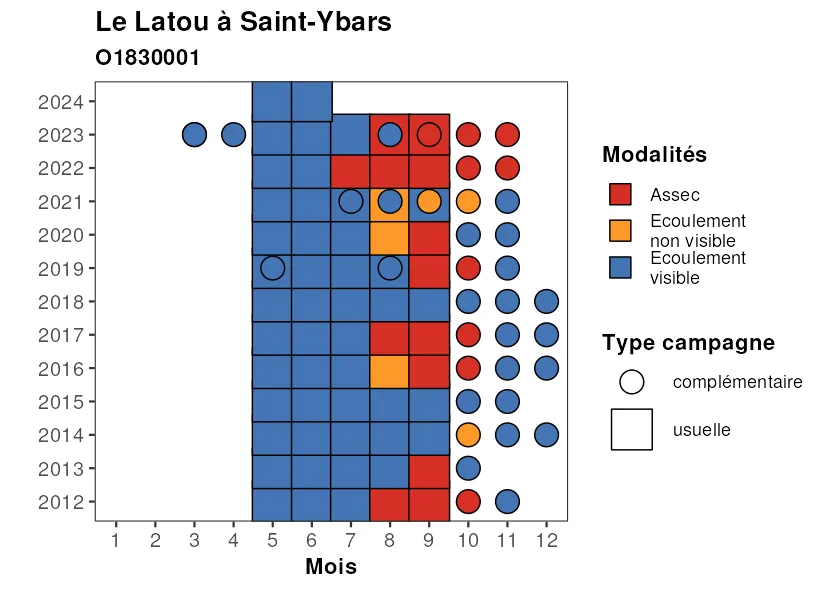 Le Latou à Saint-Ybars
O1830001
2024
2023
2022
2021
2020
2019
2018
2017
2016
2015
2014
2013
2012
1 2 3 4 5 6 7 8 9 10 11 12
Mois
Modalités
Assec
Ecoulement
non visible
Ecoulement
visible
Type campagne
complémentaire
usuelle